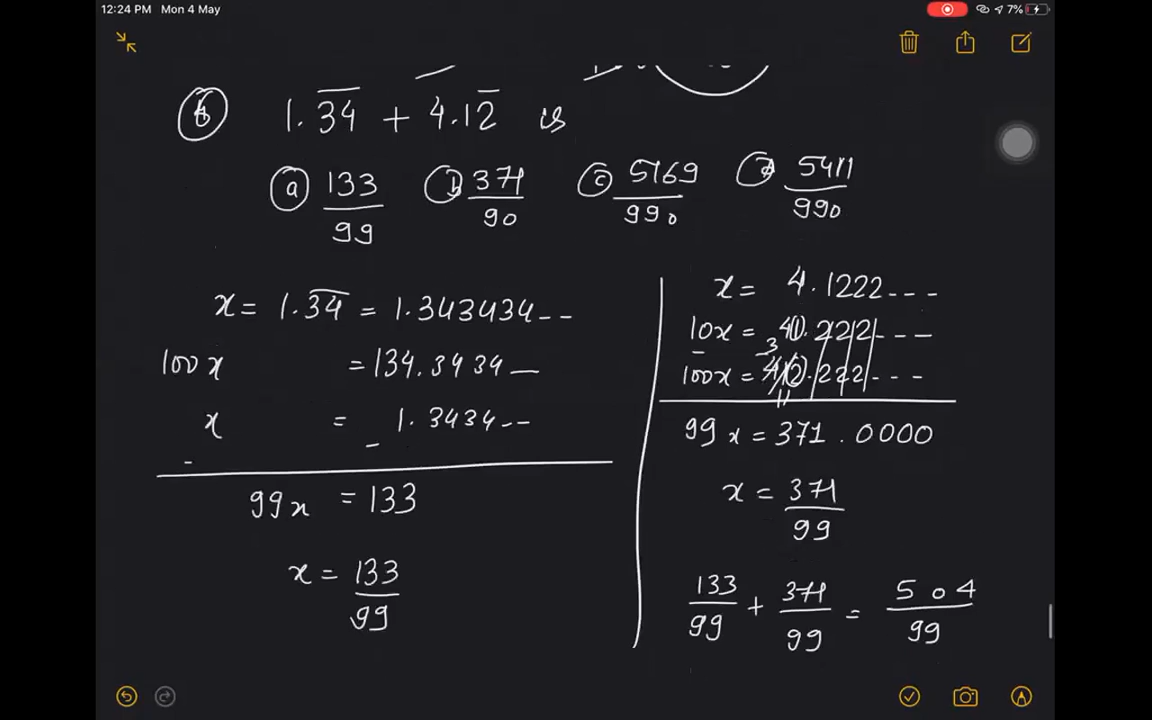 12:24 PM Mon 4 May 7%
6 1.3̅4̅ + 4.12̅ is
a 133/99 b 371/90 c 5169/990 d 5411/990
x = 1.3̅4̅ = 1.343434--
100x = 134.3434—
x = 1.3434--
- -
99x = 133
x = 133/99
x = 4.1222---
10x = 41.222---
100x = 412.222---
99x = 371.0000
x = 371/99
133/99 + 371/99 = 504/99